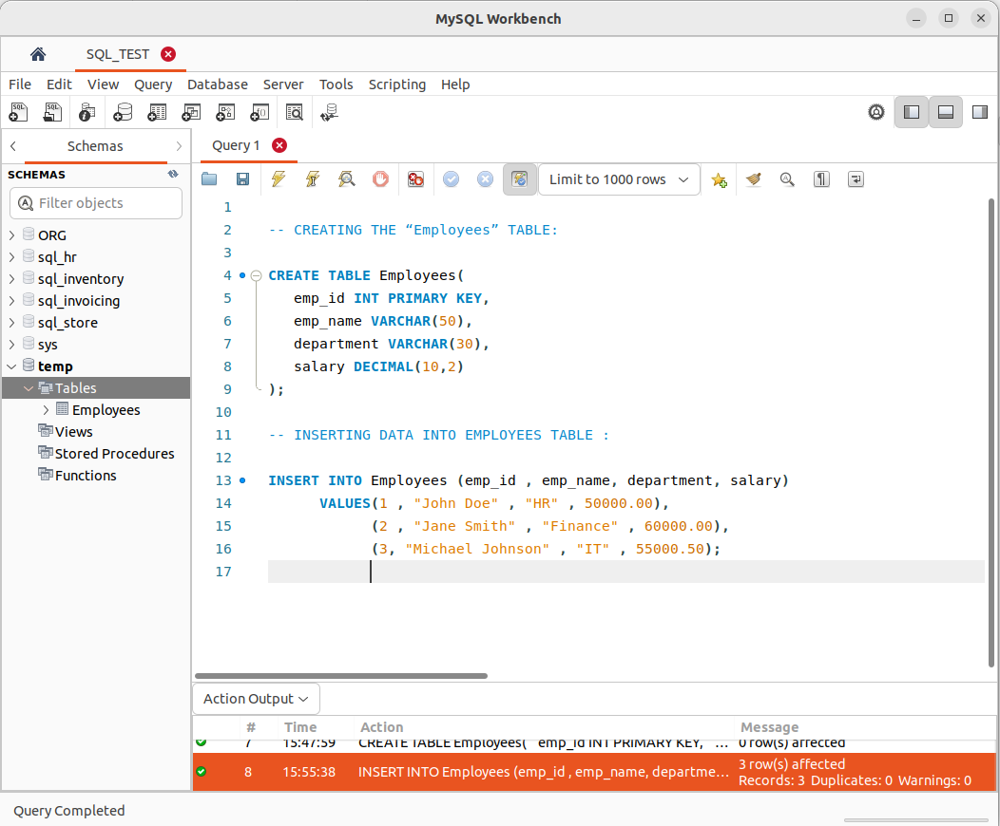 MySQL Workbench
SQL_TEST
File Edit View Query Database Server Tools Scripting Help
Schemas
Query 1
SCHEMAS
Limit to 1000 rows
Filter objects
ORG
sql_hr
sql_inventory
sql_invoicing
sql_store
sys
temp
Tables
Employees
Views
Stored Procedures
Functions
1
2 -- CREATING THE “Employees” TABLE:
3
4 CREATE TABLE Employees(
5 emp_id INT PRIMARY KEY,
6 emp_name VARCHAR(50),
7 department VARCHAR(30),
8 salary DECIMAL(10,2)
9 );
10
11 -- INSERTING DATA INTO EMPLOYEES TABLE :
12
13 INSERT INTO Employees (emp_id , emp_name, department, salary)
14 VALUES(1 , "John Doe" , "HR" , 50000.00),
15 (2 , "Jane Smith" , "Finance" , 60000.00),
16 (3, "Michael Johnson" , "IT" , 55000.50);
17
Action Output
# Time Action Message
7 15:47:59 CREATE TABLE Employees( emp_id INT PRIMARY KEY, ... 0 row(s) affected
8 15:55:38 INSERT INTO Employees (emp_id , emp_name, departme... 3 row(s) affected
Records: 3 Duplicates: 0 Warnings: 0
Query Completed